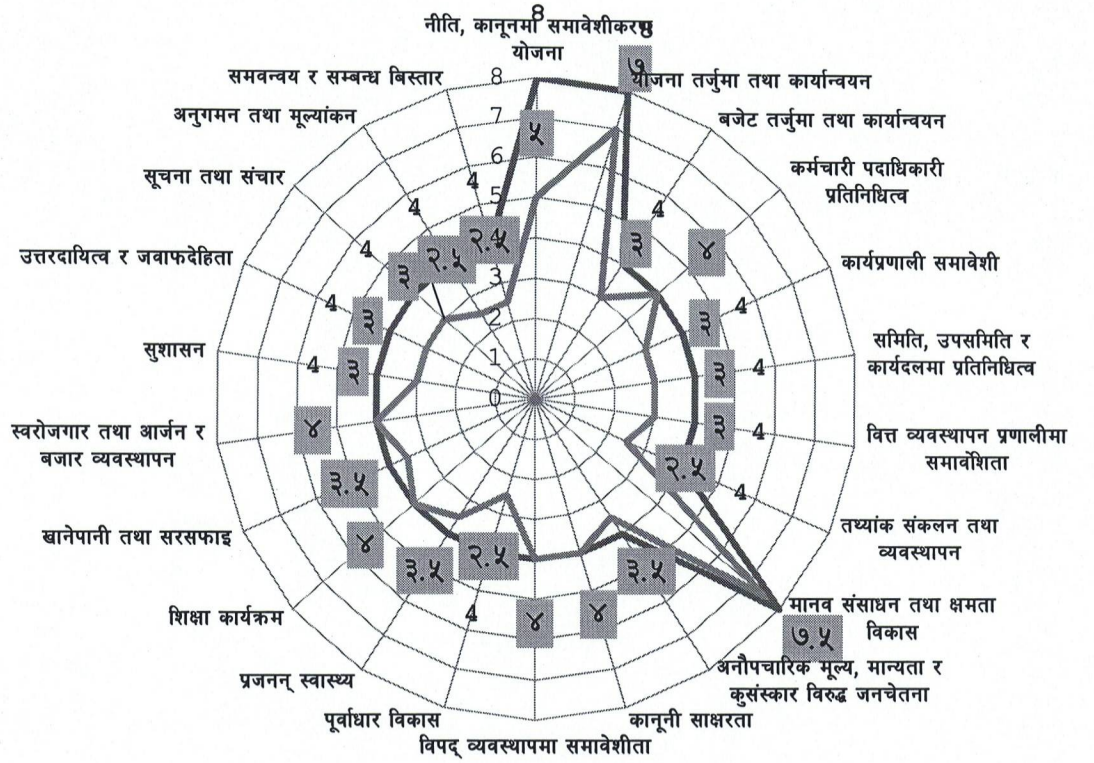 8
नीति, कानूनमा समावेशीकरण
योजना
योजना तर्जुमा तथा कार्यान्वयन
बजेट तर्जुमा तथा कार्यान्वयन
कर्मचारी पदाधिकारी
प्रतिनिधित्व
कार्यप्रणाली समावेशी
समिति, उपसमिति र
कार्यदलमा प्रतिनिधित्व
वित्त व्यवस्थापन प्रणालीमा
समावेशिता
तथ्यांक संकलन तथा
व्यवस्थापन
मानव संसाधन तथा क्षमता
विकास
अनौपचारिक मूल्य, मान्यता र
कुसंस्कार विरुद्ध जनचेतना
कानूनी साक्षरता
विपद् व्यवस्थापमा समावेशीता
पूर्वाधार विकास
प्रजनन् स्वास्थ्य
शिक्षा कार्यक्रम
खानेपानी तथा सरसफाइ
स्वरोजगार तथा आर्जन र
बजार व्यवस्थापन
सुशासन
उत्तरदायित्व र जवाफदेहिता
सूचना तथा संचार
अनुगमन तथा मूल्यांकन
समवन्वय र सम्बन्ध बिस्तार
8
7
6
5
4
3
2
1
0
५
७
३
4
४
३
4
३
4
३
4
२.५
4
७.५
३.५
४
४
२.५
4
३.५
४
३.५
४
३
4
३
4
३
4
२.५
4
२.५
4